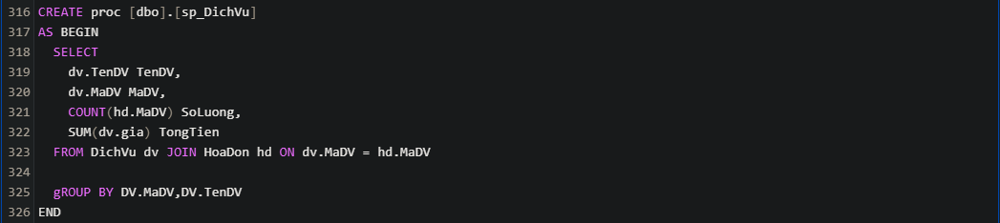 316 CREATE proc [dbo].[sp_DichVu]
317 AS BEGIN
318   SELECT
319     dv.TenDV TenDV,
320     dv.MaDV MaDV,
321     COUNT(hd.MaDV) SoLuong,
322     SUM(dv.gia) TongTien
323   FROM DichVu dv JOIN HoaDon hd ON dv.MaDV = hd.MaDV
324
325   gROUP BY DV.MaDV,DV.TenDV
326 END